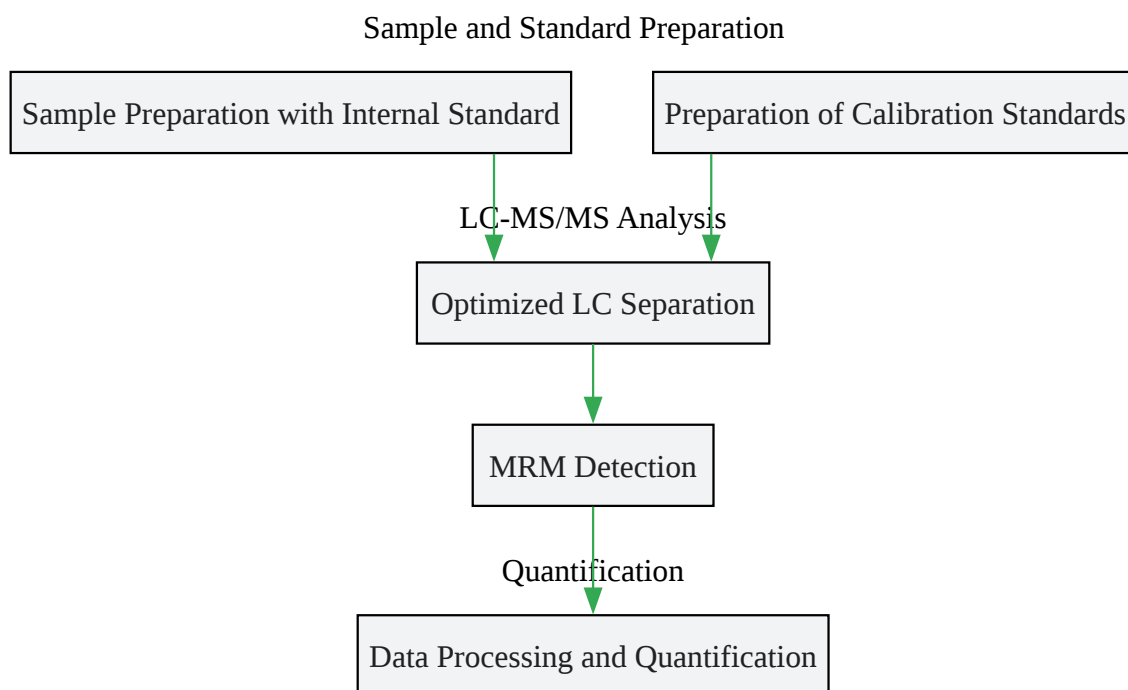 Sample and Standard Preparation
Sample Preparation with Internal Standard
Preparation of Calibration Standards
LC-MS/MS Analysis
Optimized LC Separation
MRM Detection
Quantification
Data Processing and Quantification